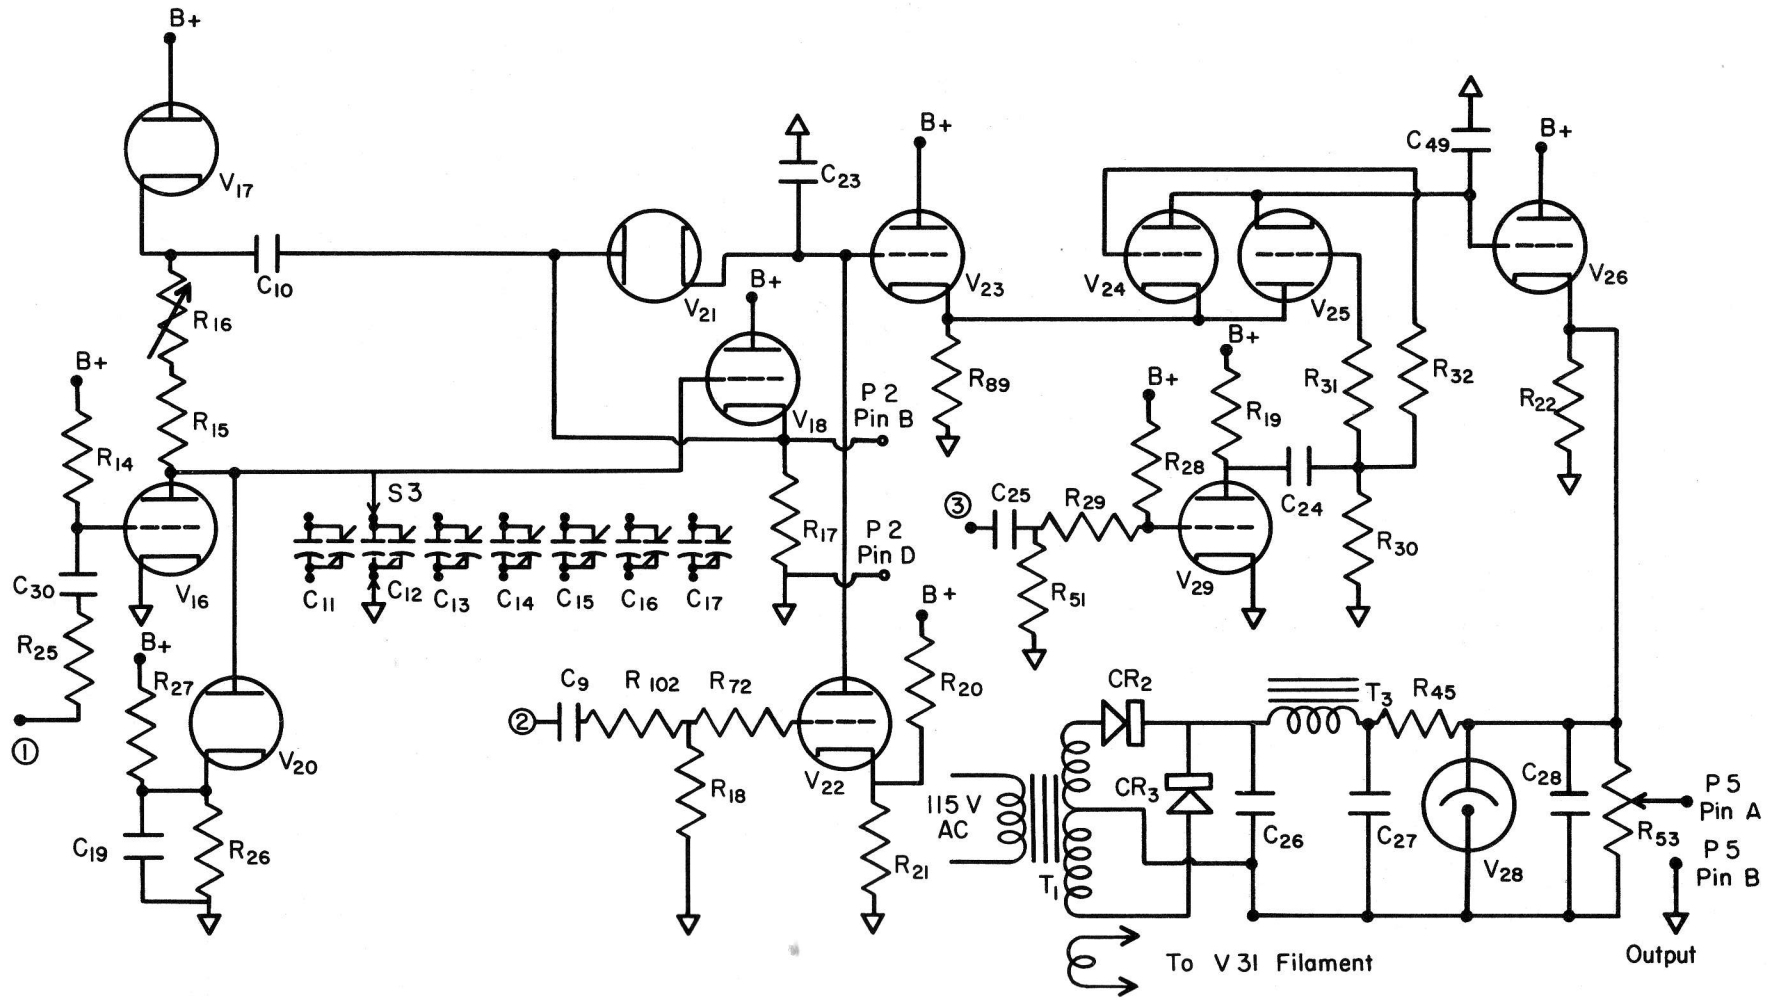 B+
V17
C10
R16
R15
B+
R14
C30
R25
①
V16
B+
R27
C19
R26
V20
S3
C11
C12
C13
C14
C15
C16
C17
C23
V21
B+
V18
P 2
Pin B
R17
P 2
Pin D
B+
V23
R89
②
C9
R102
R72
R18
V22
B+
R20
R21
V24
V25
C49
B+
V26
R22
R31
R32
B+
R19
B+
R28
③
C25
R29
R51
V29
C24
R30
115 V
AC
T1
CR2
CR3
C26
T3
R45
C27
V28
C28
R53
P 5
Pin A
P 5
Pin B
Output
To V 31 Filament